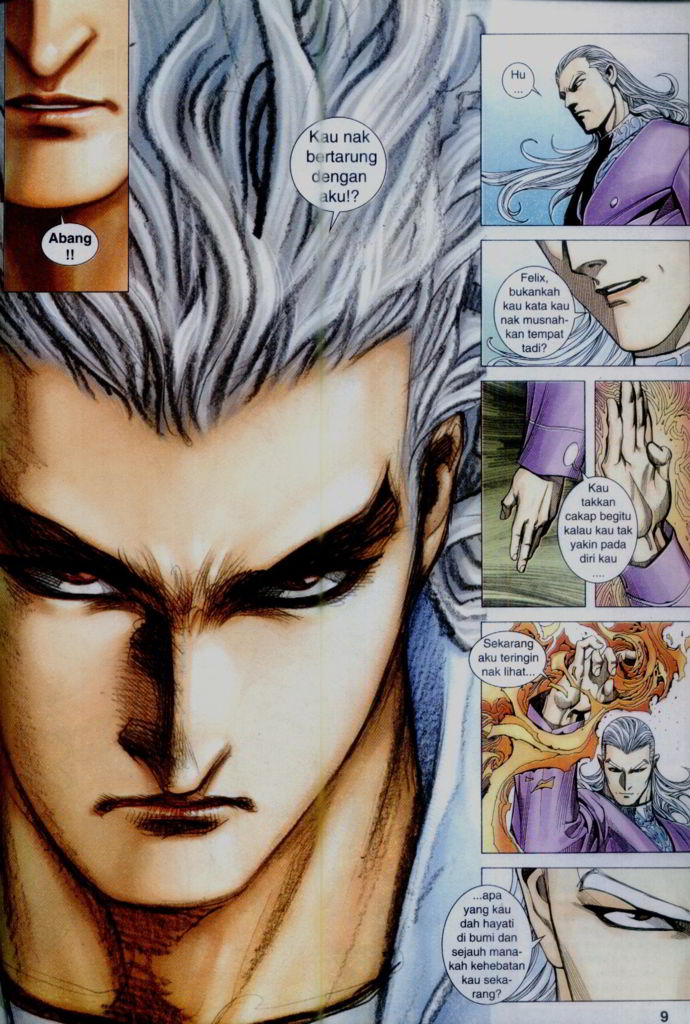 Abang
!!
Kau nak
bertarung
dengan
aku!?
Hu
...
Felix,
bukankah
kau kata kau
nak musnah-
kan tempat
tadi?
Kau
takkan
cakap begitu
kalau kau tak
yakin pada
diri kau
....
Sekarang
aku teringin
nak lihat...
...apa
yang kau
dah hayati
di bumi dan
sejauh mana-
kah kehebatan
kau seka-
rang?
9